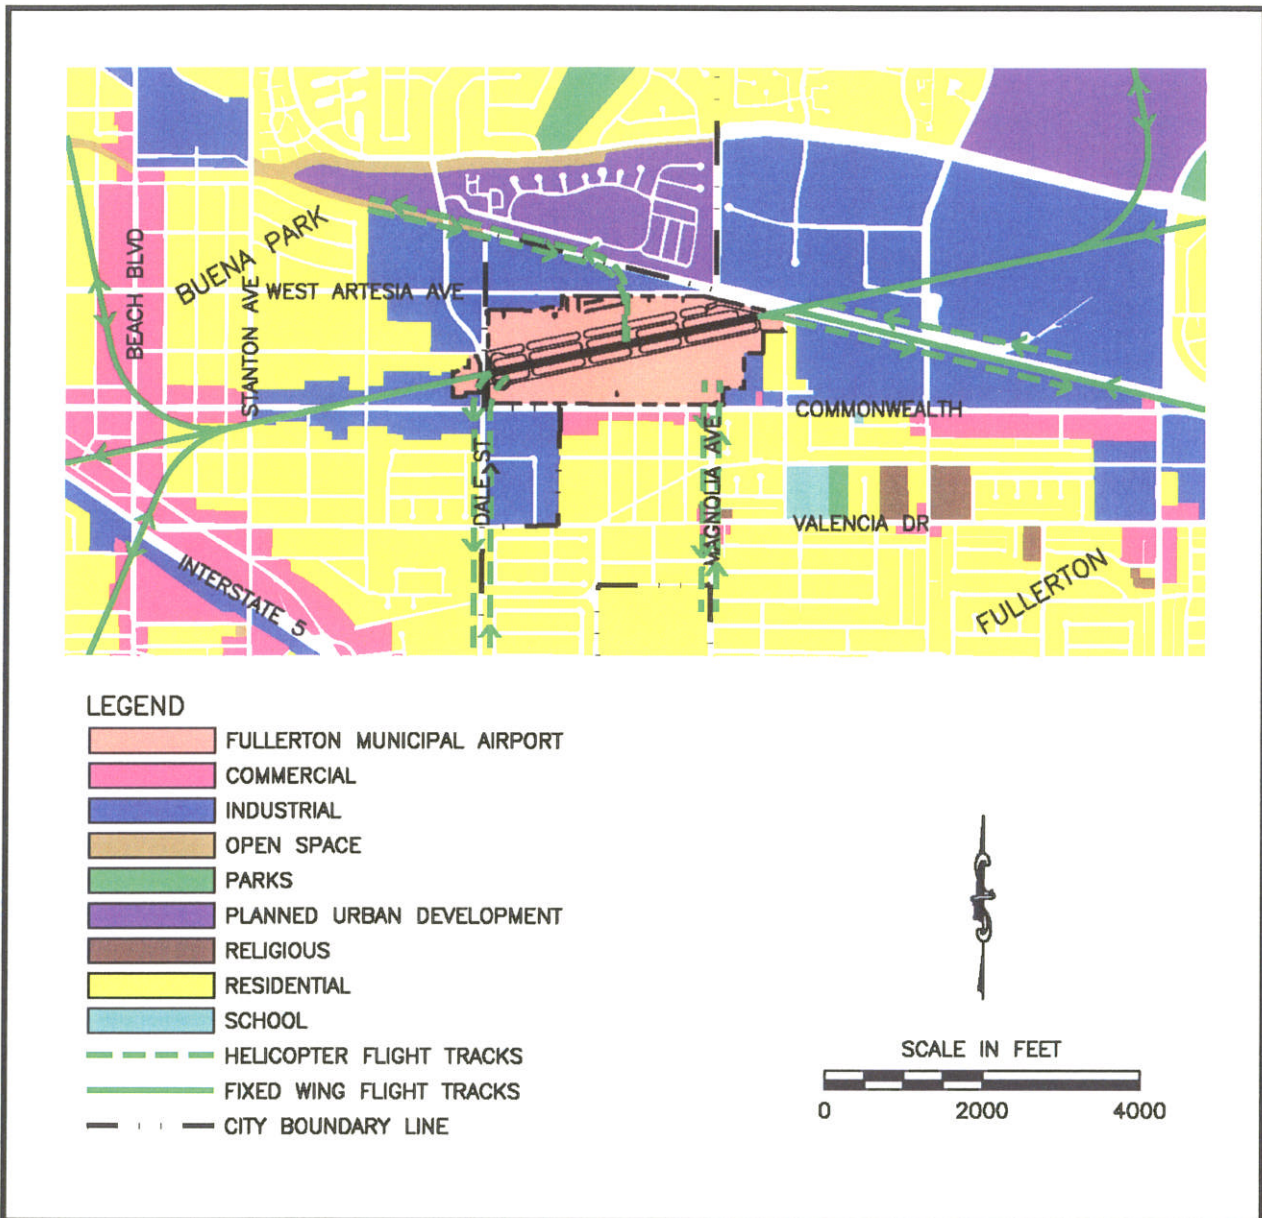 BUENA PARK
BEACH BLVD
STANTON AVE
WEST ARTESIA AVE
COMMONWEALTH
DALE ST
MAGNOLIA AVE
VALENCIA DR
INTERSTATE 5
FULLERTON
LEGEND
FULLERTON MUNICIPAL AIRPORT
COMMERCIAL
INDUSTRIAL
OPEN SPACE
PARKS
PLANNED URBAN DEVELOPMENT
RELIGIOUS
RESIDENTIAL
SCHOOL
HELICOPTER FLIGHT TRACKS
FIXED WING FLIGHT TRACKS
CITY BOUNDARY LINE
SCALE IN FEET
0 2000 4000